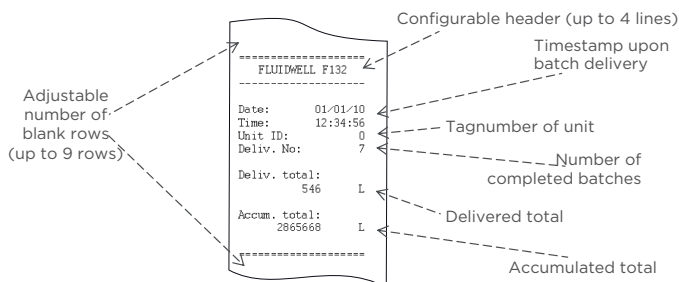 Configurable header (up to 4 lines)
Timestamp upon
batch delivery
Adjustable
number of
blank rows
(up to 9 rows)
====================
FLUIDWELL F132
--------------------
Date: 01/01/10
Time: 12:34:56
Unit ID: 0
Deliv. No: 7
Deliv. total:
546 L
Accum. total:
2865668 L
====================
Tagnumber of unit
Number of
completed batches
Delivered total
Accumulated total